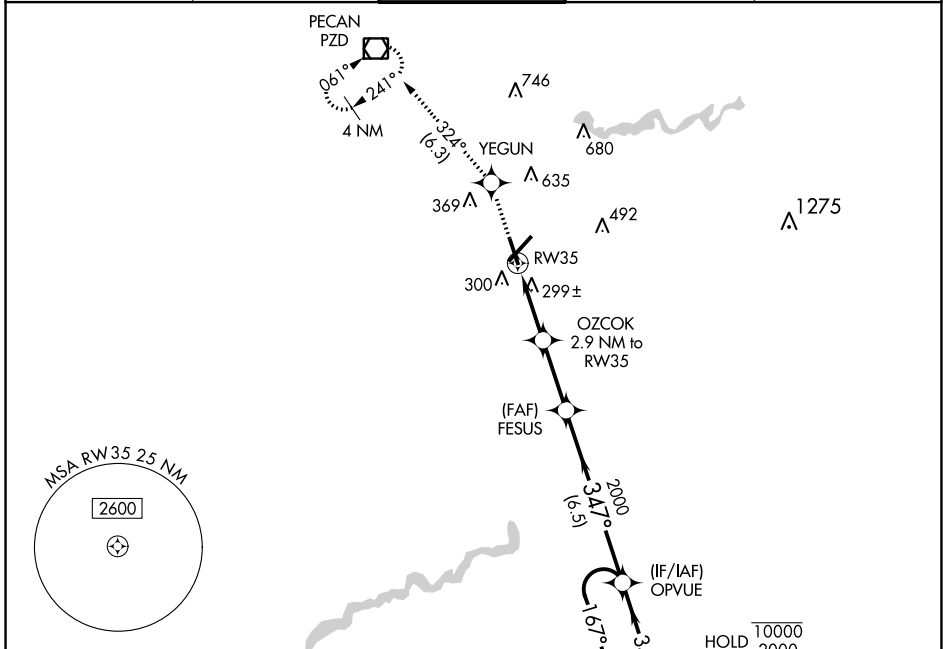 PECAN
PZD
061°
241°
4 NM
324°
(6.3)
746
680
YEGUN
635
369
492
1275
RW35
300
299±
OZCOK
2.9 NM to
RW35
(FAF)
FESUS
MSA RW35 25 NM
2600
2000
347°
(6.5)
(IF/IAF)
OPVUE
167°
HOLD
10000